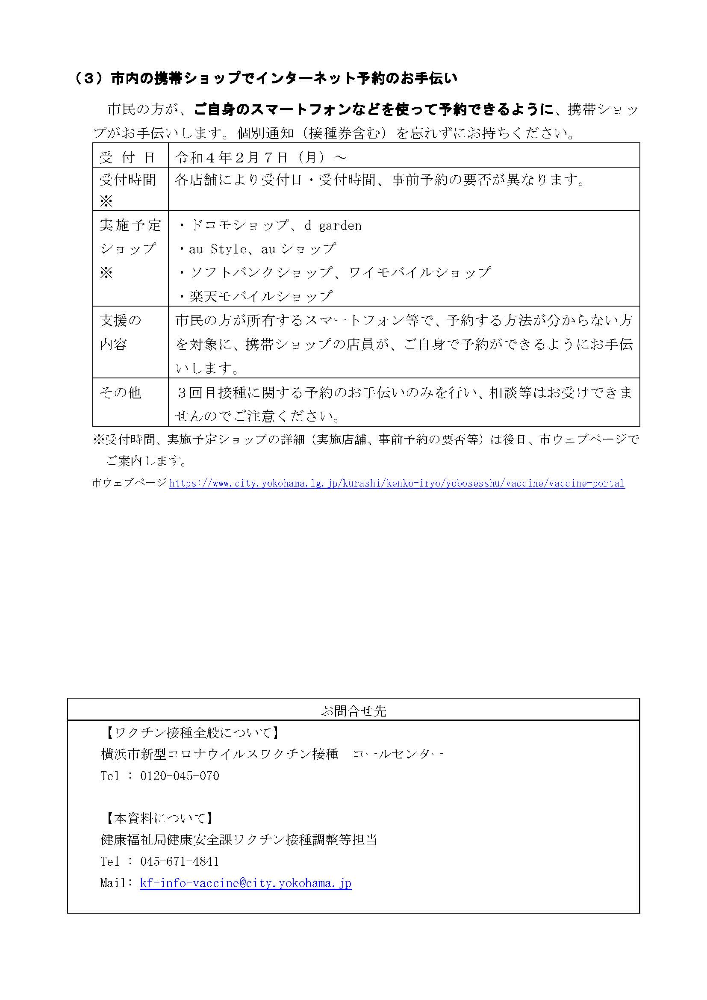 （３）市内の携帯ショップでインターネット予約のお手伝い
市民の方が、ご自身のスマートフォンなどを使って予約できるように、携帯ショッ
プがお手伝いします。個別通知（接種券含む）を忘れずにお持ちください。
受 付 日 令和４年２月７日（月）～
受付時間 各店舗により受付日・受付時間、事前予約の要否が異なります。
※
実施予定 ・ドコモショップ、d garden
ショップ ・au Style、au ショップ
※ ・ソフトバンクショップ、ワイモバイルショップ
・楽天モバイルショップ
支援の 市民の方が所有するスマートフォン等で、予約する方法が分からない方
内容 を対象に、携帯ショップの店員が、ご自身で予約ができるようにお手伝
いします。
その他 ３回目接種に関する予約のお手伝いのみを行い、相談等はお受けできま
せんのでご注意ください。
※受付時間、実施予定ショップの詳細（実施店舗、事前予約の要否等）は後日、市ウェブページで
ご案内します。
市ウェブページ https://www.city.yokohama.lg.jp/kurashi/kenko-iryo/yobosesshu/vaccine/vaccine-portal
お問合せ先
【ワクチン接種全般について】
横浜市新型コロナウイルスワクチン接種　コールセンター
Tel : 0120-045-070
【本資料について】
健康福祉局健康安全課ワクチン接種調整等担当
Tel : 045-671-4841
Mail: kf-info-vaccine@city.yokohama.jp